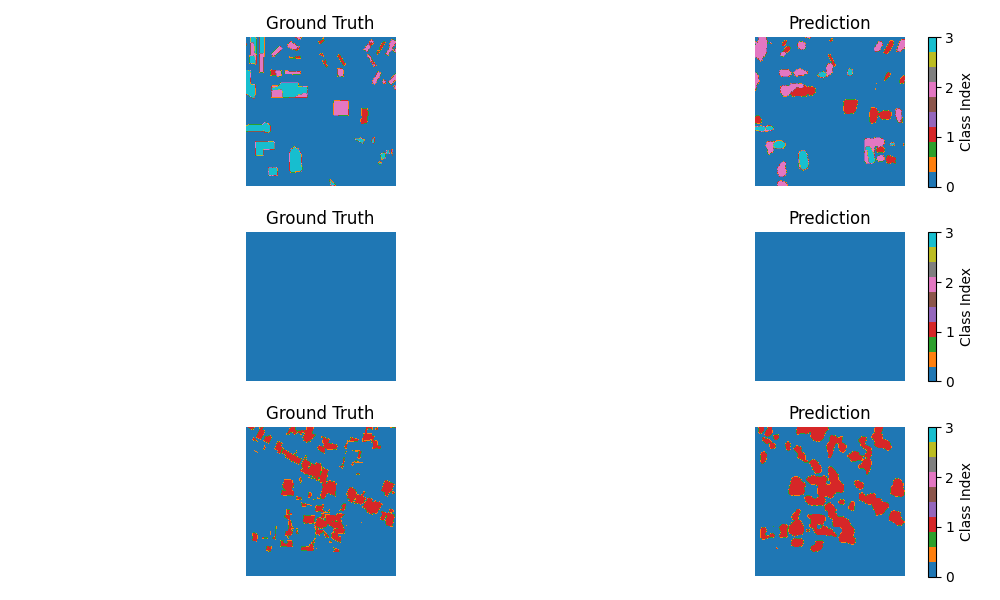 Ground Truth
Prediction
3
2
1
0
Class Index
Ground Truth
Prediction
3
2
1
0
Class Index
Ground Truth
Prediction
3
2
1
0
Class Index